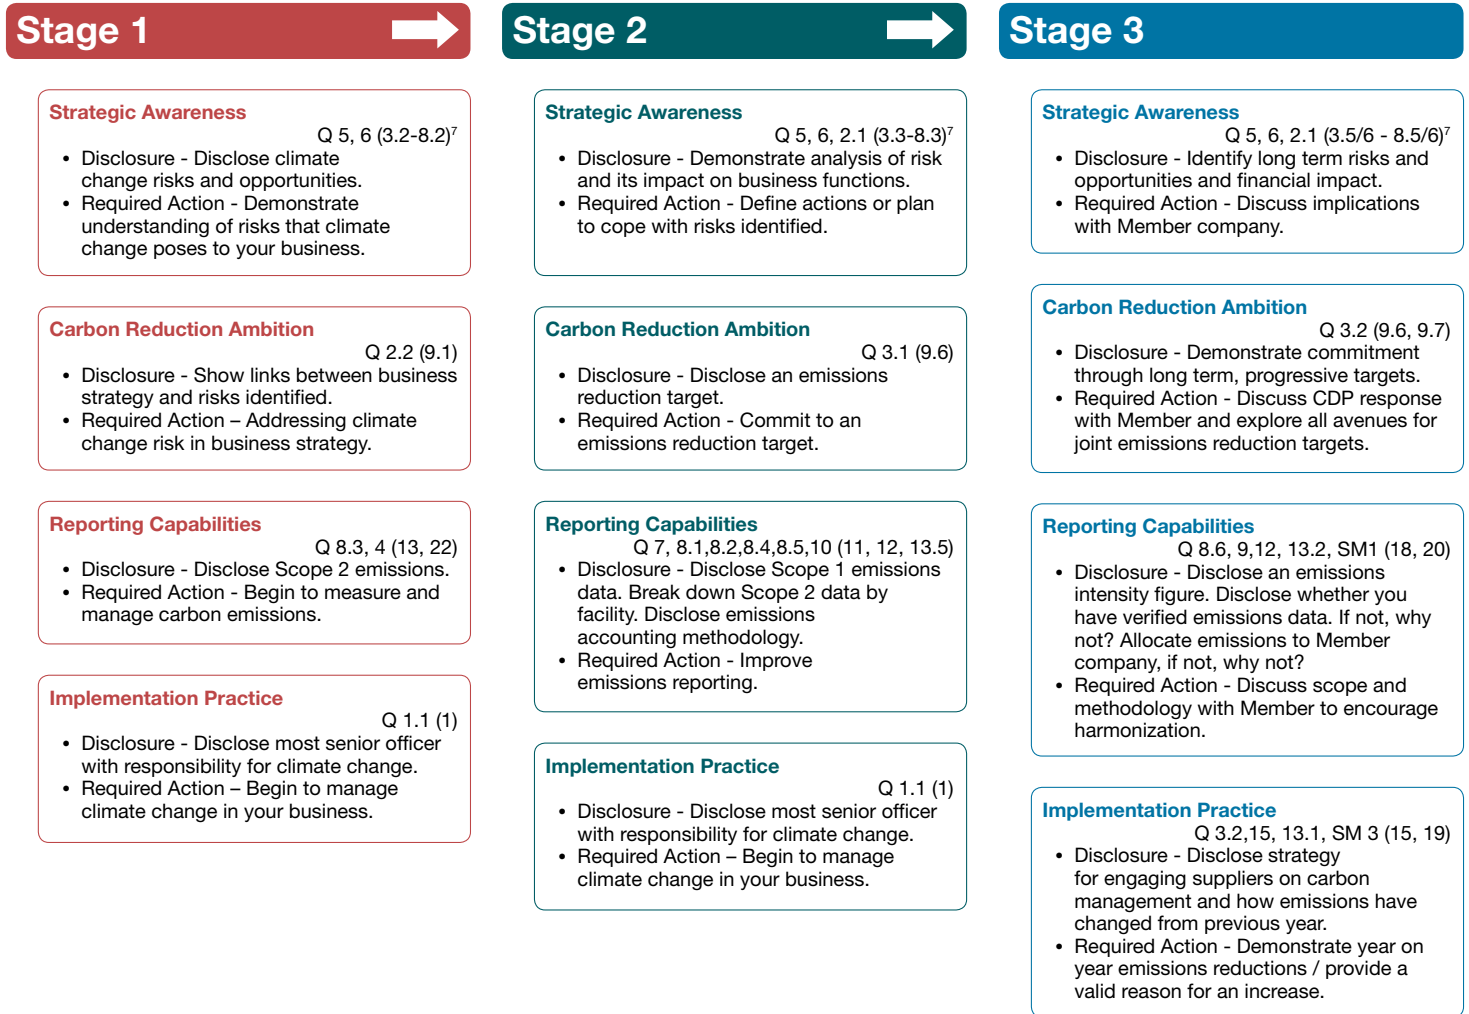 Stage 1
Strategic Awareness
Q 5, 6 (3.2-8.2)⁷
• Disclosure - Disclose climate
change risks and opportunities.
• Required Action - Demonstrate
understanding of risks that climate
change poses to your business.
Carbon Reduction Ambition
Q 2.2 (9.1)
• Disclosure - Show links between business
strategy and risks identified.
• Required Action – Addressing climate
change risk in business strategy.
Reporting Capabilities
Q 8.3, 4 (13, 22)
• Disclosure - Disclose Scope 2 emissions.
• Required Action - Begin to measure and
manage carbon emissions.
Implementation Practice
Q 1.1 (1)
• Disclosure - Disclose most senior officer
with responsibility for climate change.
• Required Action – Begin to manage
climate change in your business.
Stage 2
Strategic Awareness
Q 5, 6, 2.1 (3.3-8.3)⁷
• Disclosure - Demonstrate analysis of risk
and its impact on business functions.
• Required Action - Define actions or plan
to cope with risks identified.
Carbon Reduction Ambition
Q 3.1 (9.6)
• Disclosure - Disclose an emissions
reduction target.
• Required Action - Commit to an
emissions reduction target.
Reporting Capabilities
Q 7, 8.1,8.2,8.4,8.5,10 (11, 12, 13.5)
• Disclosure - Disclose Scope 1 emissions
data. Break down Scope 2 data by
facility. Disclose emissions
accounting methodology.
• Required Action - Improve
emissions reporting.
Implementation Practice
Q 1.1 (1)
• Disclosure - Disclose most senior officer
with responsibility for climate change.
• Required Action – Begin to manage
climate change in your business.
Stage 3
Strategic Awareness
Q 5, 6, 2.1 (3.5/6 - 8.5/6)⁷
• Disclosure - Identify long term risks and
opportunities and financial impact.
• Required Action - Discuss implications
with Member company.
Carbon Reduction Ambition
Q 3.2 (9.6, 9.7)
• Disclosure - Demonstrate commitment
through long term, progressive targets.
• Required Action - Discuss CDP response
with Member and explore all avenues for
joint emissions reduction targets.
Reporting Capabilities
Q 8.6, 9,12, 13.2, SM1 (18, 20)
• Disclosure - Disclose an emissions
intensity figure. Disclose whether you
have verified emissions data. If not, why
not? Allocate emissions to Member
company, if not, why not?
• Required Action - Discuss scope and
methodology with Member to encourage
harmonization.
Implementation Practice
Q 3.2,15, 13.1, SM 3 (15, 19)
• Disclosure - Disclose strategy
for engaging suppliers on carbon
management and how emissions have
changed from previous year.
• Required Action - Demonstrate year on
year emissions reductions / provide a
valid reason for an increase.